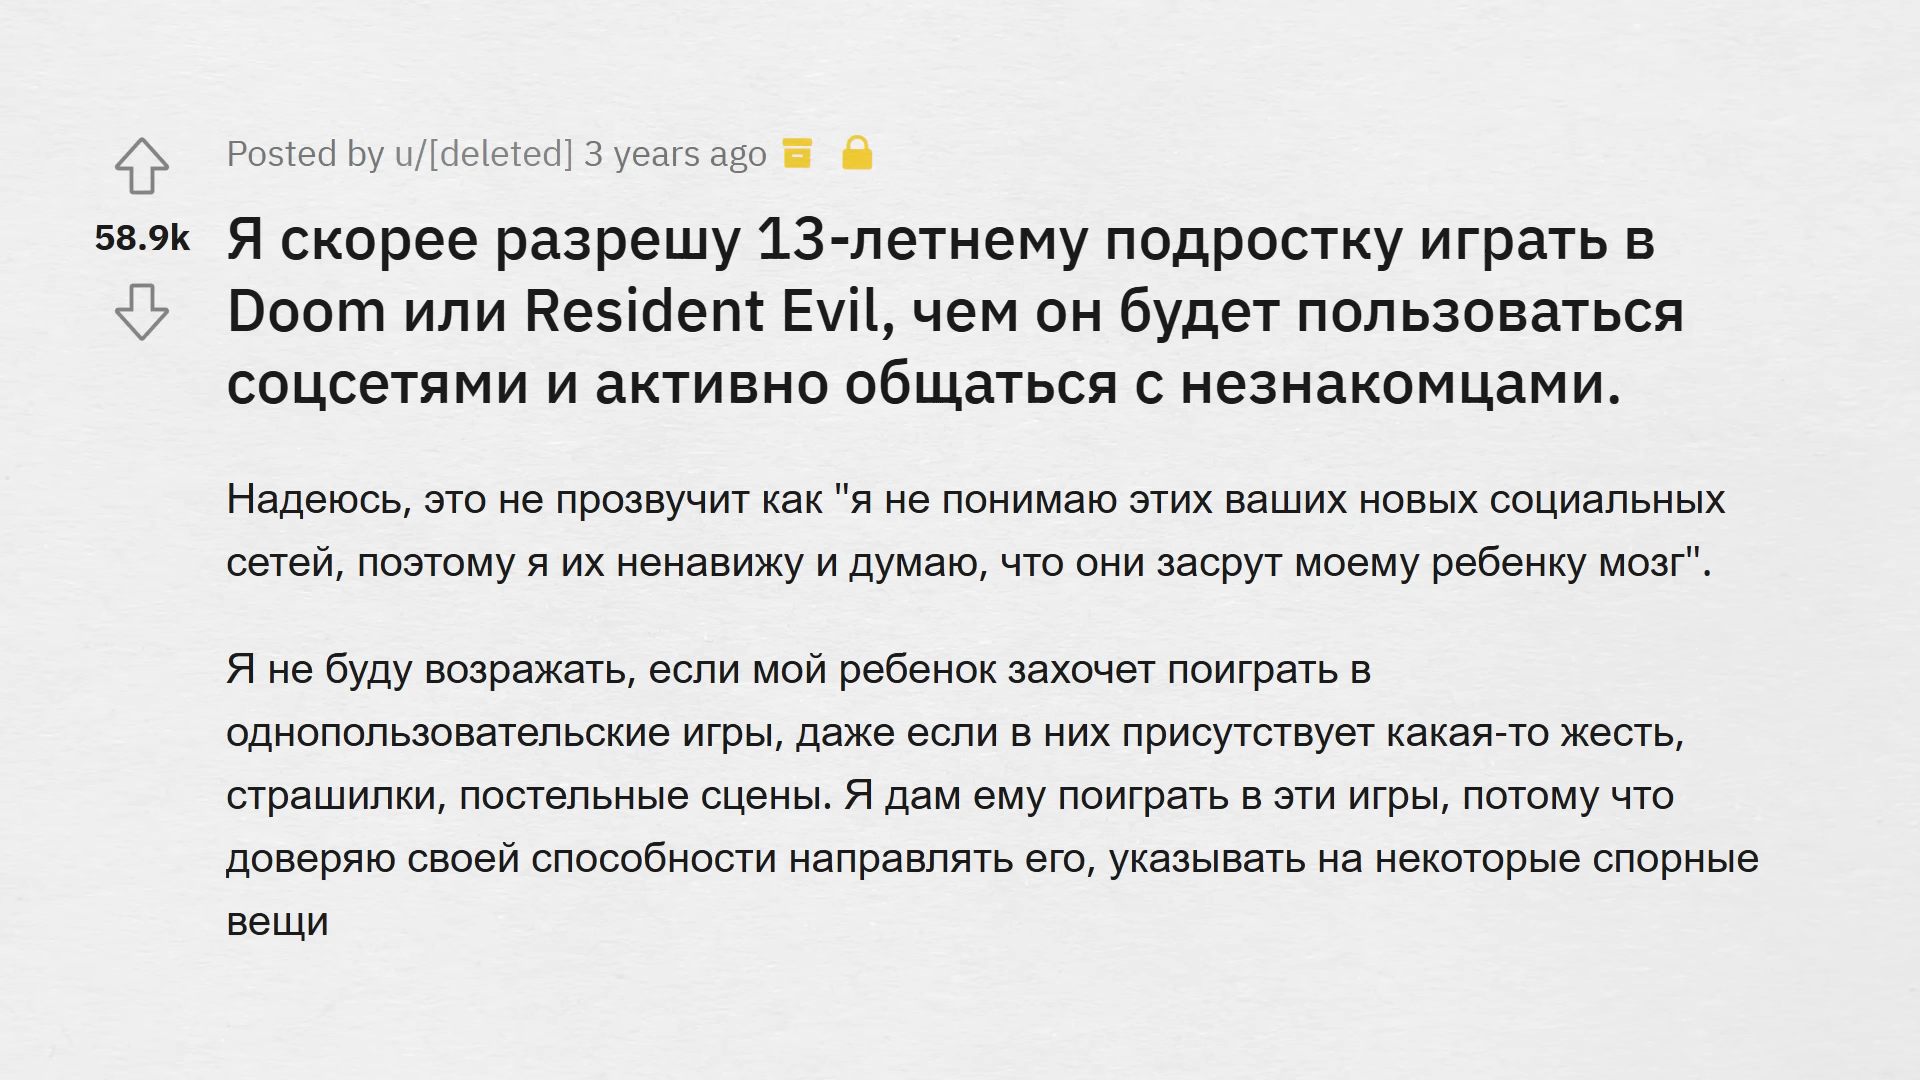 Posted by u/[deleted] 3 years ago
58.9k
Я скорее разрешу 13-летнему подростку играть в
Doom или Resident Evil, чем он будет пользоваться
соцсетями и активно общаться с незнакомцами.
Надеюсь, это не прозвучит как "я не понимаю этих ваших новых социальных
сетей, поэтому я их ненавижу и думаю, что они засрут моему ребенку мозг".
Я не буду возражать, если мой ребенок захочет поиграть в
однопользовательские игры, даже если в них присутствует какая-то жесть,
страшилки, постельные сцены. Я дам ему поиграть в эти игры, потому что
доверяю своей способности направлять его, указывать на некоторые спорные
вещи